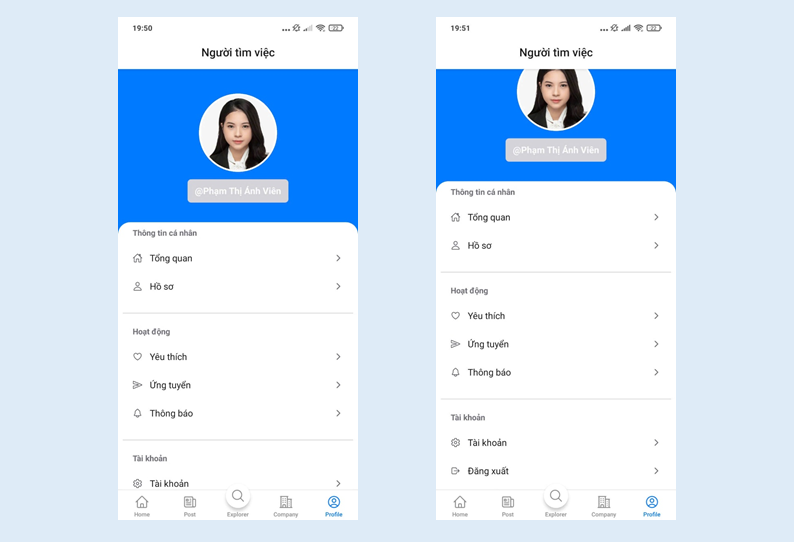 19:50
22
Người tìm việc
@Phạm Thị Ánh Viên
Thông tin cá nhân
Tổng quan
Hồ sơ
Hoạt động
Yêu thích
Ứng tuyển
Thông báo
Tài khoản
Tài khoản
Home
Post
Explorer
Company
Profile
19:51
22
Người tìm việc
@Phạm Thị Ánh Viên
Thông tin cá nhân
Tổng quan
Hồ sơ
Hoạt động
Yêu thích
Ứng tuyển
Thông báo
Tài khoản
Tài khoản
Đăng xuất
Home
Post
Explorer
Company
Profile